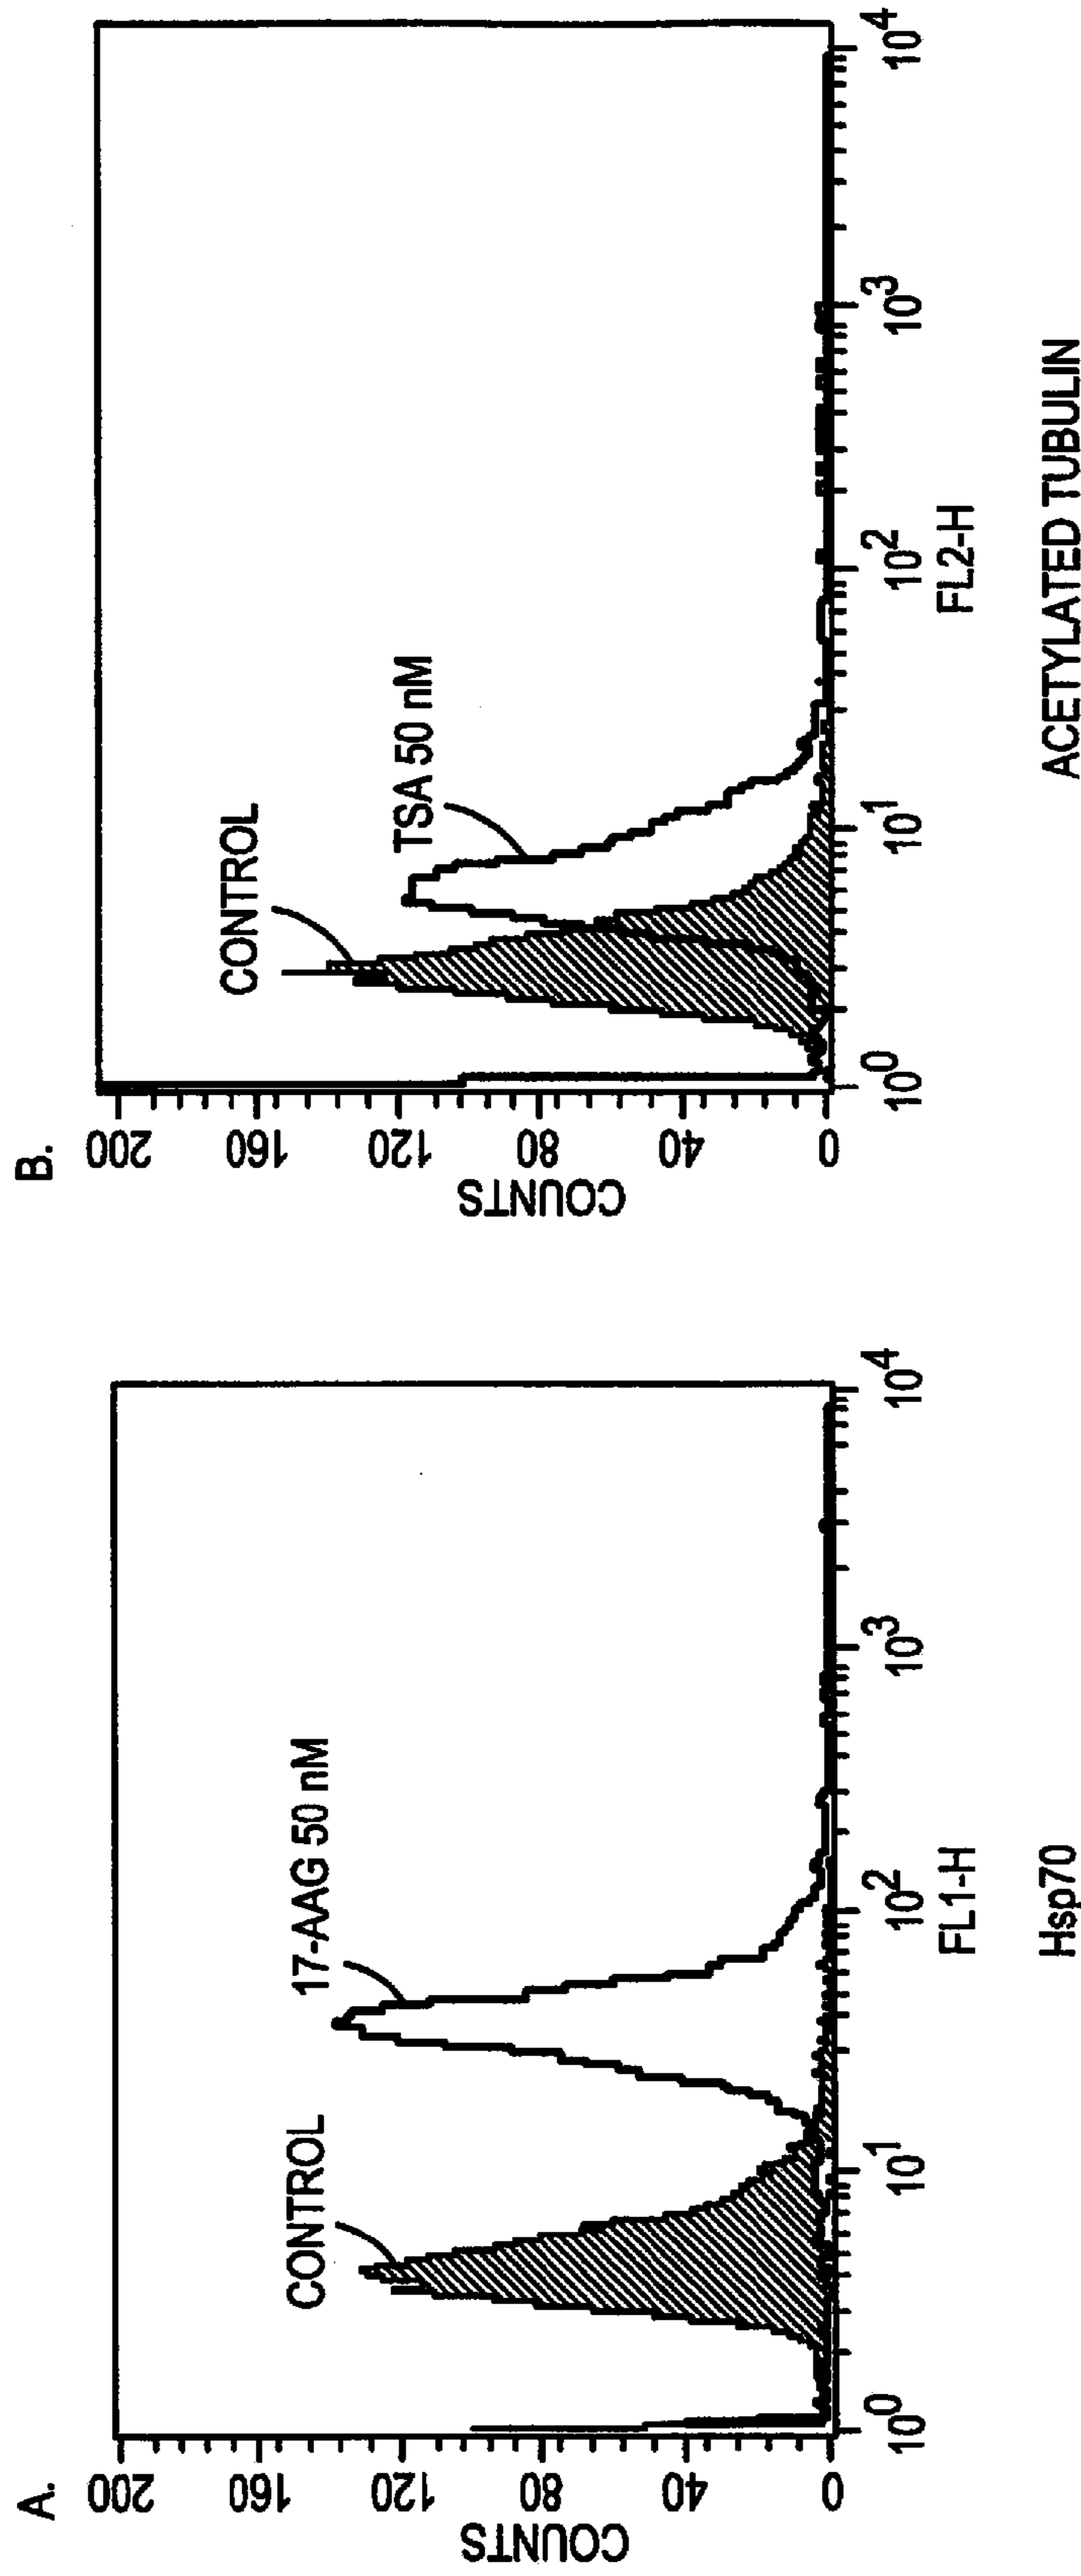 A.
COUNTS
200
160
120
80
40
0
CONTROL
17-AAG 50 nM
10^0 10^1 10^2 10^3 10^4
FL1-H
Hsp70
B.
COUNTS
200
160
120
80
40
0
CONTROL
TSA 50 nM
10^0 10^1 10^2 10^3 10^4
FL2-H
ACETYLATED TUBULIN